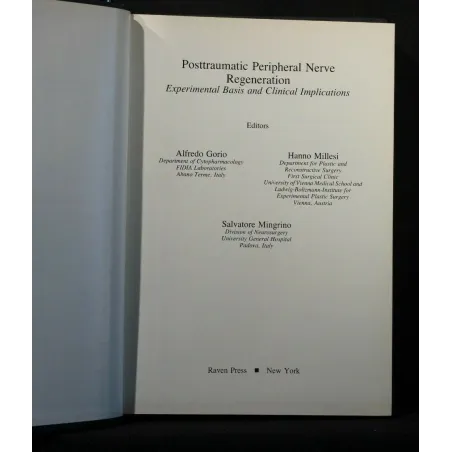 Posttraumatic Peripheral Nerve
Regeneration
Experimental Basis and Clinical Implications
Editors
Alfredo Gorio
Department of Cytopharmacology
FIDIA Laboratories
Abano Terme, Italy
Hanno Millesi
Department for Plastic and
Reconstructive Surgery
First Surgical Clinic
University of Vienna Medical School and
Ludwig-Boltzmann-Institute for
Experimental Plastic Surgery
Vienna, Austria
Salvatore Mingrino
Division of Neurosurgery
University General Hospital
Padova, Italy
Raven Press ■ New York